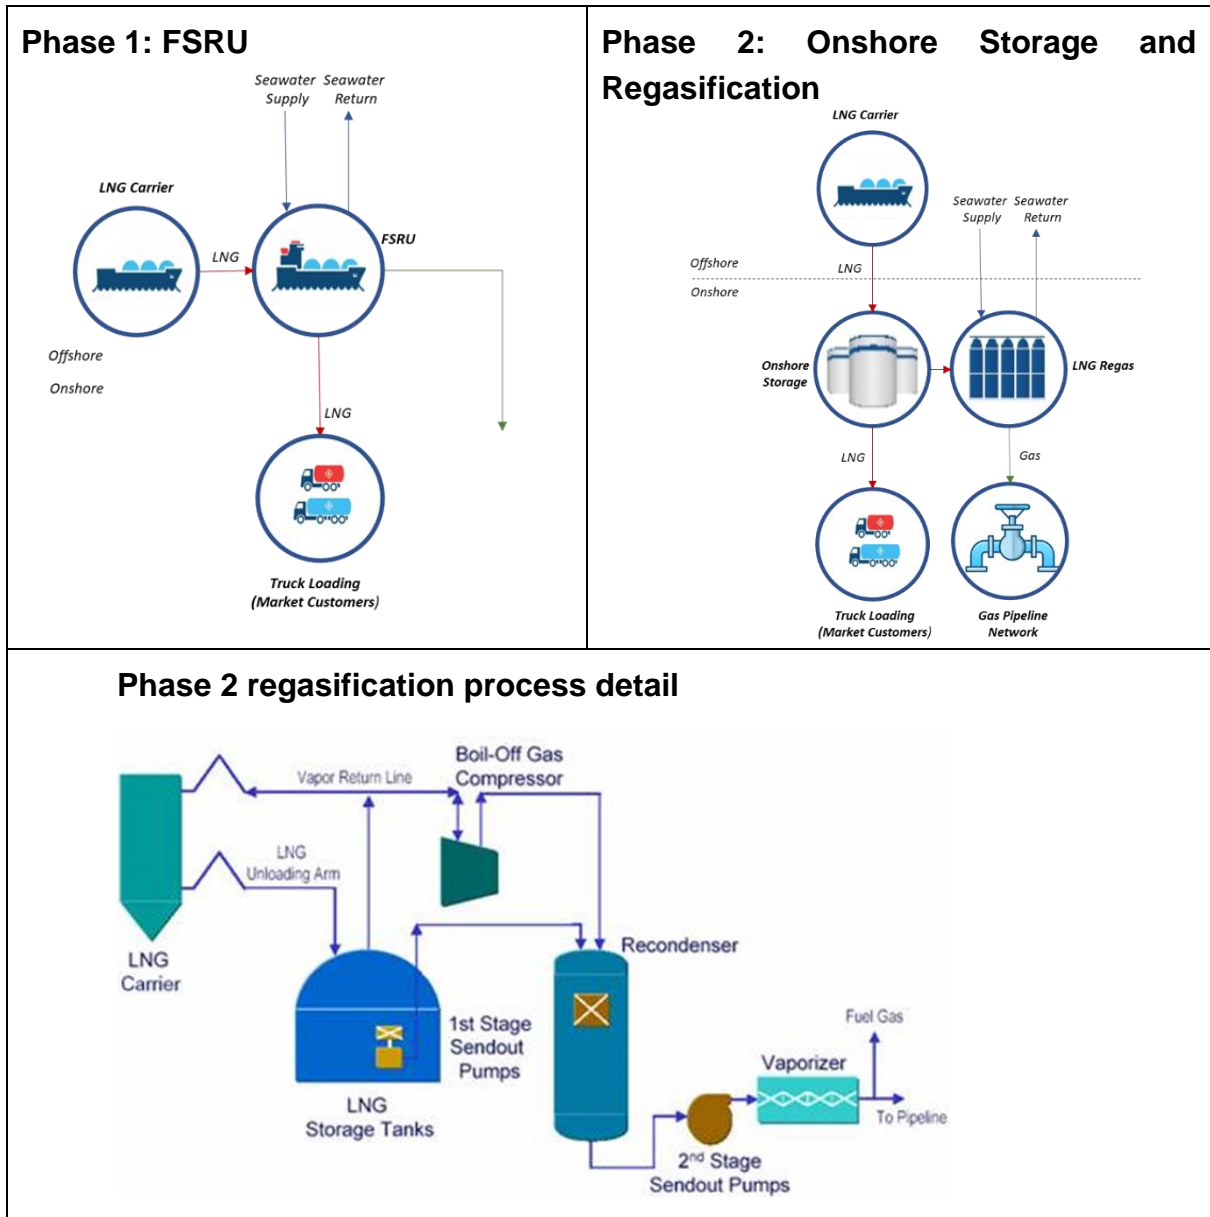 Phase 1: FSRU
Seawater
Supply
Seawater
Return
LNG Carrier
LNG
FSRU
Offshore
Onshore
LNG
Truck Loading
(Market Customers)
Phase 2: Onshore Storage and
Regasification
LNG Carrier
Seawater
Supply
Seawater
Return
Offshore
LNG
Onshore
Onshore
Storage
LNG Regas
LNG
Gas
Truck Loading
(Market Customers)
Gas Pipeline
Network
Phase 2 regasification process detail
Boil-Off Gas
Compressor
Vapor Return Line
LNG
Unloading Arm
LNG
Carrier
Recondenser
1st Stage
Sendout
Pumps
LNG
Storage Tanks
Fuel Gas
Vaporizer
To Pipeline
2nd Stage
Sendout Pumps